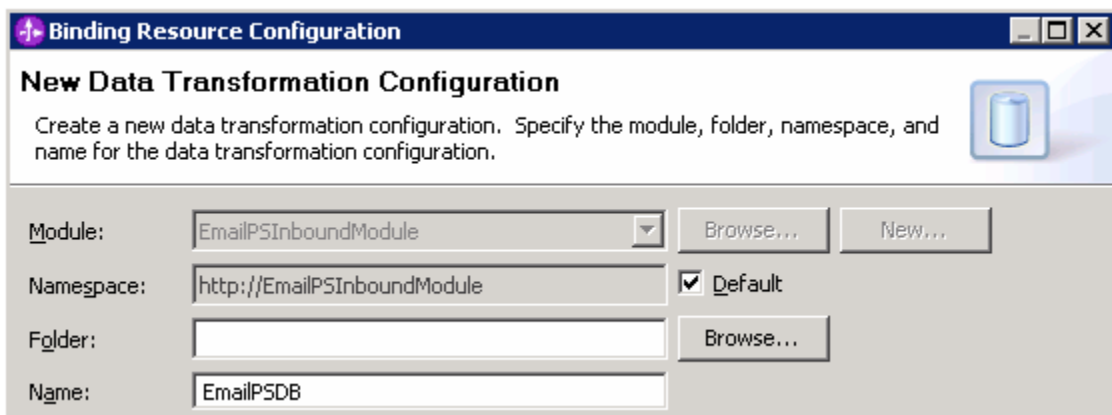 Binding Resource Configuration
New Data Transformation Configuration
Create a new data transformation configuration. Specify the module, folder, namespace, and
name for the data transformation configuration.
Module: EmailPSInboundModule Browse... New...
Namespace: http://EmailPSInboundModule Default
Folder: Browse...
Name: EmailPSDB